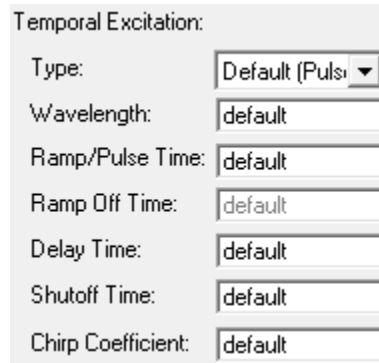 Temporal Excitation:
Type: Default (Puls
Wavelength: default
Ramp/Pulse Time: default
Ramp Off Time: default
Delay Time: default
Shutoff Time: default
Chirp Coefficient: default